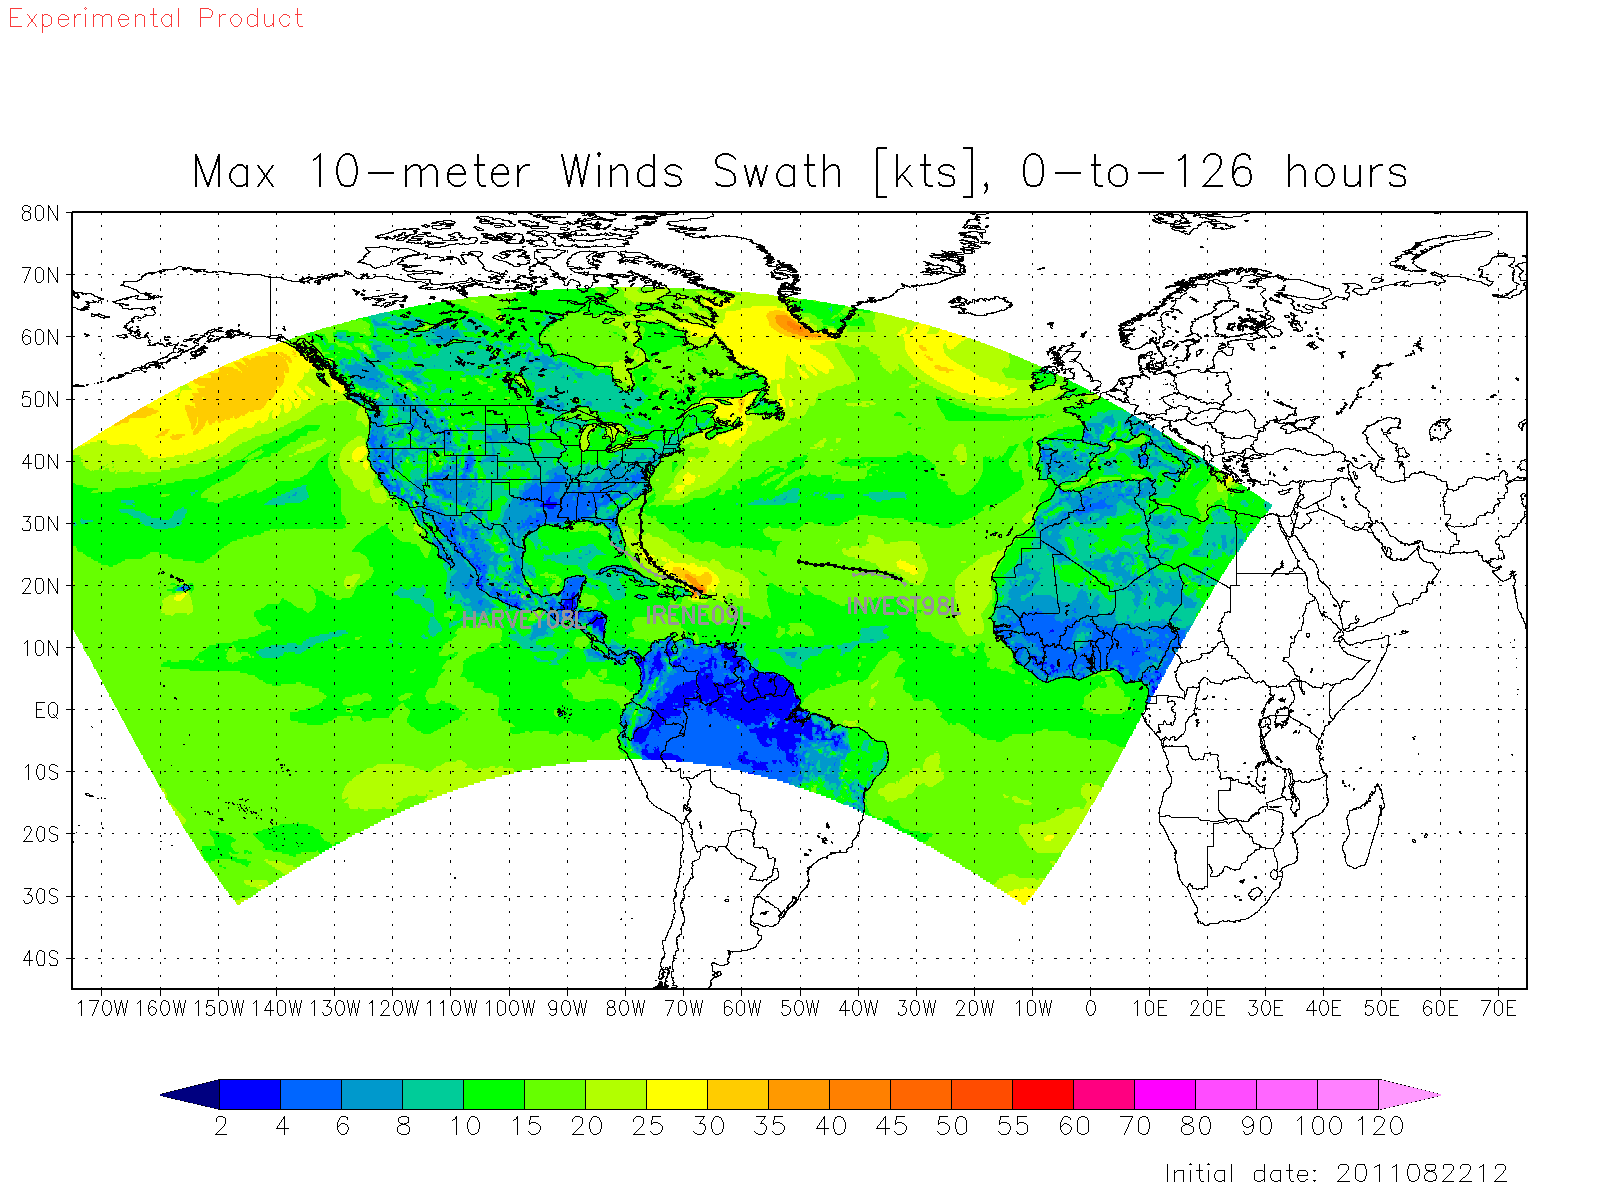 Experimental Product
Max 10-meter Winds Swath [kts], 0-to-126 hours
80N
70N
60N
50N
40N
30N
20N
10N
EQ
10S
20S
30S
40S
HARVEY08L IRENE09L INVEST98L
170W 160W 150W 140W 130W 120W 110W 100W 90W 80W 70W 60W 50W 40W 30W 20W 10W 0 10E 20E 30E 40E 50E 60E 70E
2 4 6 8 10 15 20 25 30 35 40 45 50 55 60 70 80 90 100 120
Initial date: 2011082212